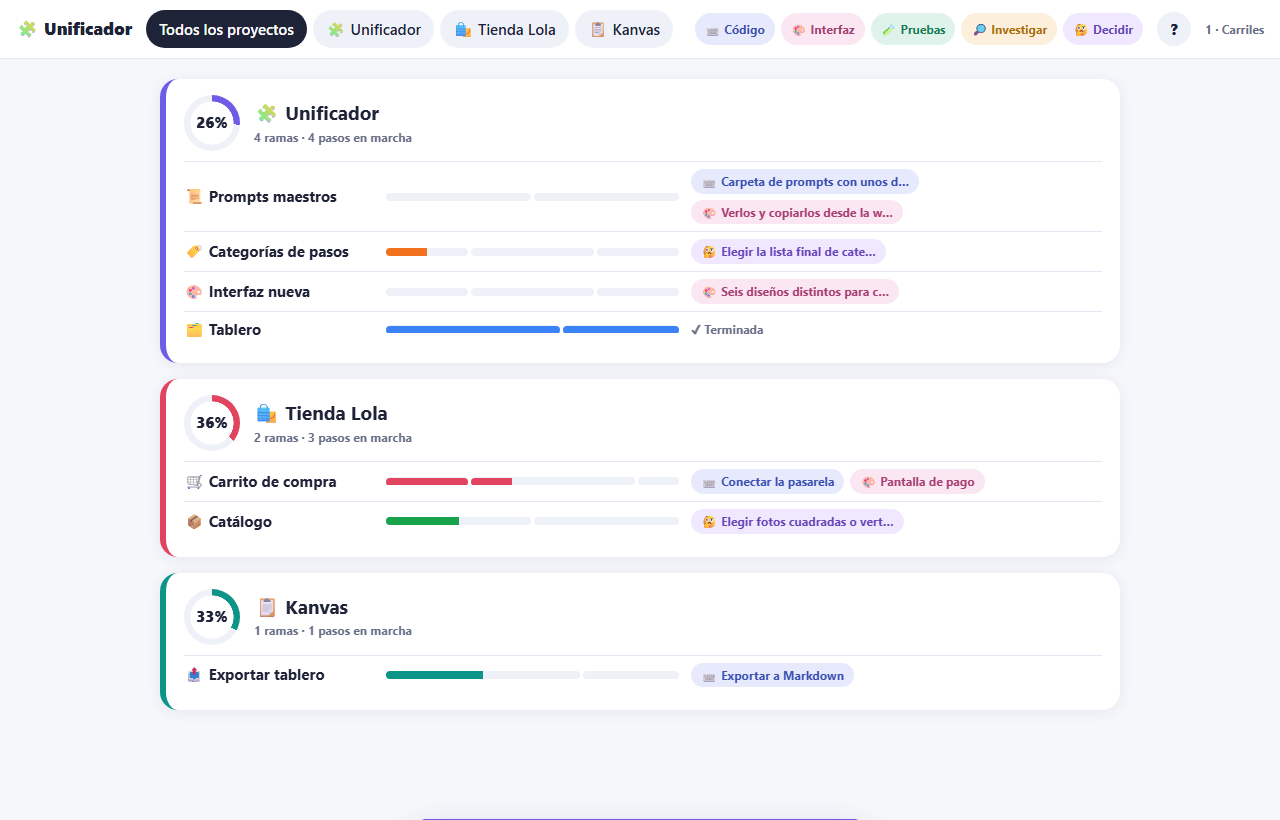 Unificador
Todos los proyectos
Unificador
Tienda Lola
Kanvas
Código
Interfaz
Pruebas
Investigar
Decidir
?
1 · Carriles
26%
Unificador
4 ramas · 4 pasos en marcha
Prompts maestros
Carpeta de prompts con unos d...
Verlos y copiarlos desde la w...
Categorías de pasos
Elegir la lista final de cate...
Interfaz nueva
Seis diseños distintos para c...
Tablero
✓ Terminada
36%
Tienda Lola
2 ramas · 3 pasos en marcha
Carrito de compra
Conectar la pasarela
Pantalla de pago
Catálogo
Elegir fotos cuadradas o vert...
33%
Kanvas
1 ramas · 1 pasos en marcha
Exportar tablero
Exportar a Markdown